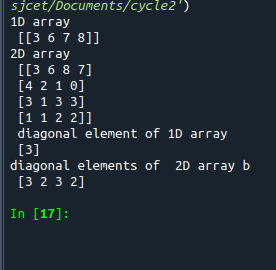 sjcet/Documents/cycle2')
1D array
[[3 6 7 8]]
2D array
[[3 6 8 7]
[4 2 1 0]
[3 1 3 3]
[1 1 2 2]]
diagonal element of 1D array
[3]
diagonal elements of  2D array b
[3 2 3 2]
In [17]: